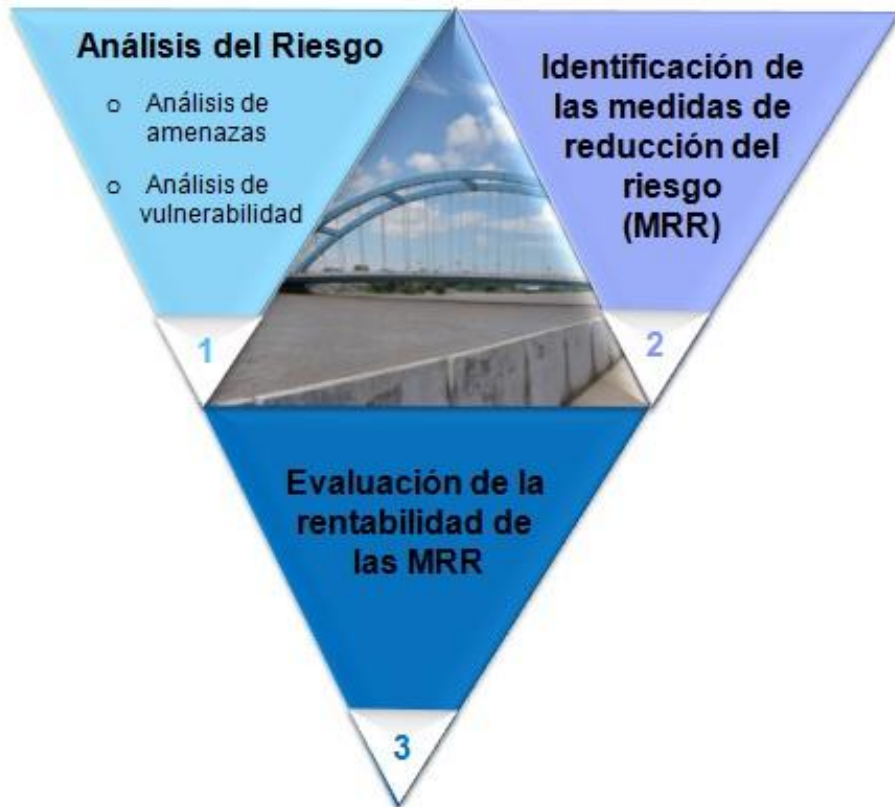 Análisis del Riesgo
o Análisis de
amenazas
o Análisis de
vulnerabilidad
1
Identificación de
las medidas de
reducción del
riesgo
(MRR)
2
Evaluación de la
rentabilidad de
las MRR
3